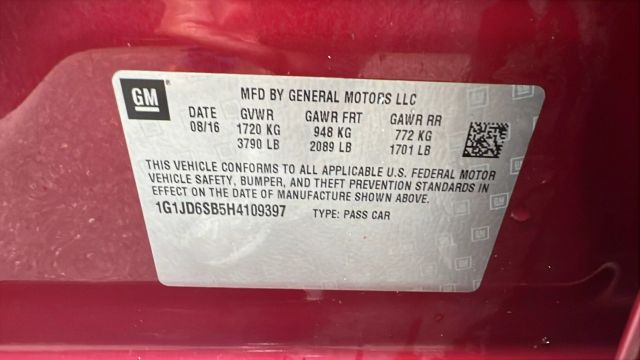 GM
MFD BY GENERAL MOTORS LLC
DATE GVWR GAWR FRT GAWR RR
08/16 1720 KG 948 KG 772 KG
3790 LB 2089 LB 1701 LB
THIS VEHICLE CONFORMS TO ALL APPLICABLE U.S. FEDERAL MOTOR
VEHICLE SAFETY, BUMPER, AND THEFT PREVENTION STANDARDS IN
EFFECT ON THE DATE OF MANUFACTURE SHOWN ABOVE.
1G1JD6SB5H4109397 TYPE: PASS CAR